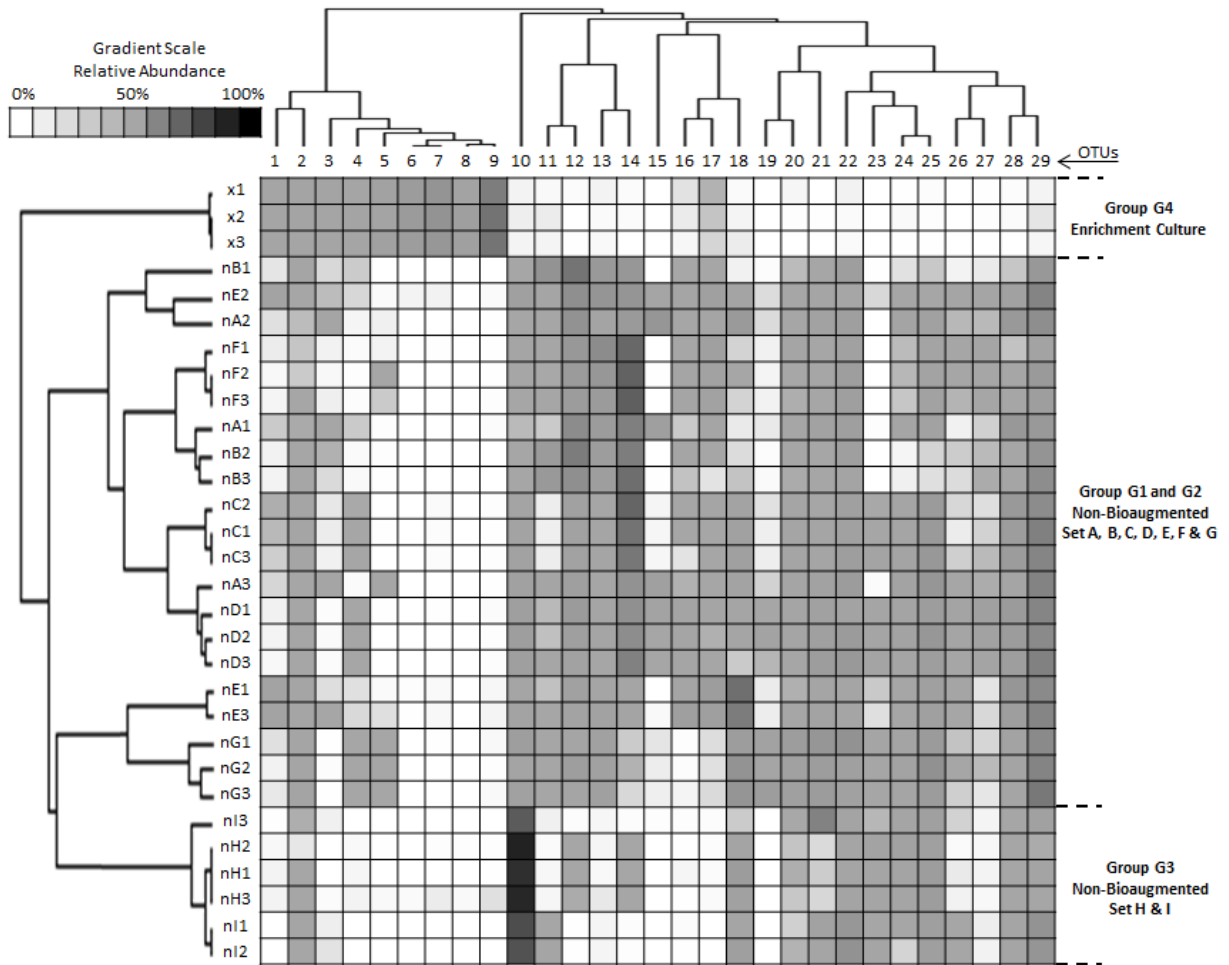 Gradient Scale
Relative Abundance
0% 50% 100%
1 2 3 4 5 6 7 8 9 10 11 12 13 14 15 16 17 18 19 20 21 22 23 24 25 26 27 28 29
OTUs
x1
x2
x3
Group G4
Enrichment Culture
nB1
nE2
nA2
nF1
nF2
nF3
nA1
nB2
nB3
nC2
nC1
nC3
nA3
nD1
nD2
nD3
nE1
nE3
nG1
nG2
nG3
Group G1 and G2
Non-Bioaugmented
Set A, B, C, D, E, F & G
nI3
nH2
nH1
nH3
nI1
nI2
Group G3
Non-Bioaugmented
Set H & I